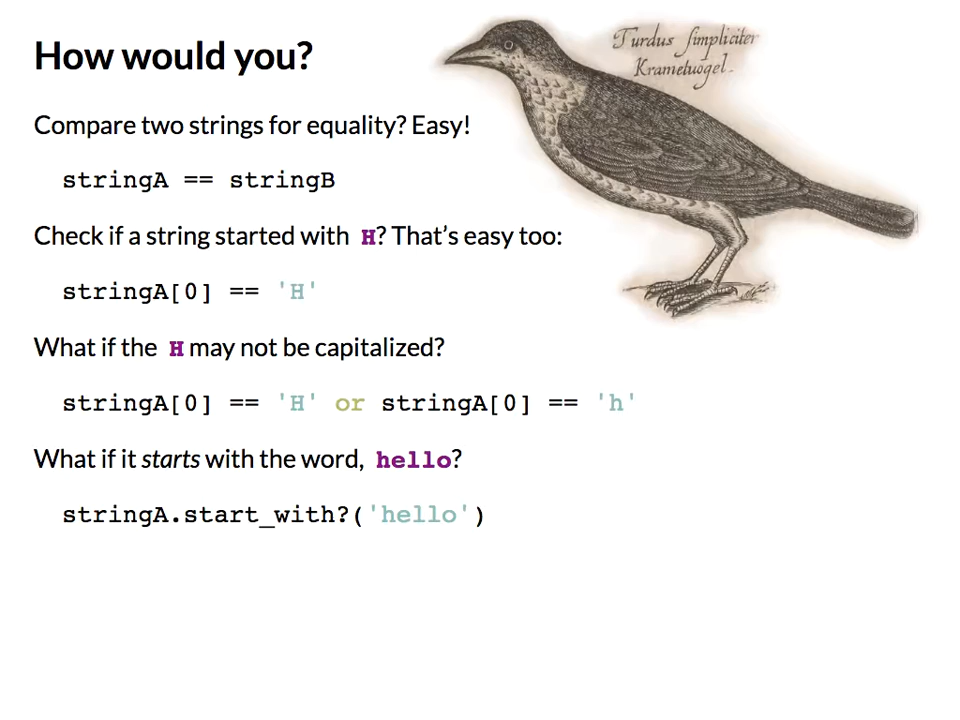 How would you?
Turdus simpliciter
Krametuogel.
Compare two strings for equality? Easy!
stringA == stringB
Check if a string started with H? That's easy too:
stringA[0] == 'H'
What if the H may not be capitalized?
stringA[0] == 'H' or stringA[0] == 'h'
What if it starts with the word, hello?
stringA.start_with?('hello')